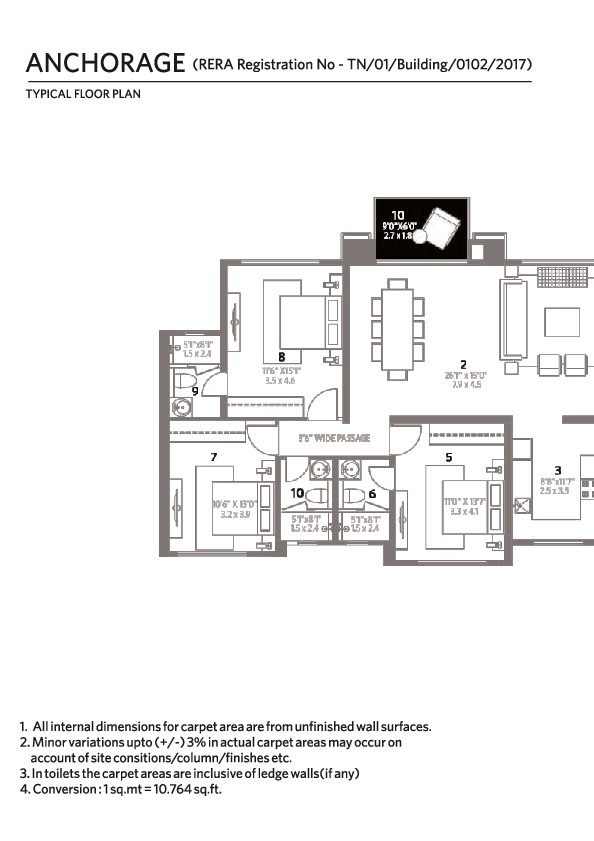 ANCHORAGE (RERA Registration No - TN/01/Building/0102/2017)
TYPICAL FLOOR PLAN
10
9'0"X6'0"
2.7 x 1.8
8
11'6" X15'1"
3.5 x 4.6
5'1"x8'1"
1.5 x 2.4
9
2
26'1" x 15'0"
7.9 x 4.5
3'6" WIDE PASSAGE
7
10'6" X 13'0"
3.2 x 3.9
10
5'1"x8'1"
1.5 x 2.4
6
5'1"x8'1"
1.5 x 2.4
5
11'0" X 13'7"
3.3 x 4.1
3
8'8"x11'7"
2.5 x 3.5
1. All internal dimensions for carpet area are from unfinished wall surfaces.
2. Minor variations upto (+/-) 3% in actual carpet areas may occur on
account of site consitions/column/finishes etc.
3. In toilets the carpet areas are inclusive of ledge walls(if any)
4. Conversion : 1 sq.mt = 10.764 sq.ft.